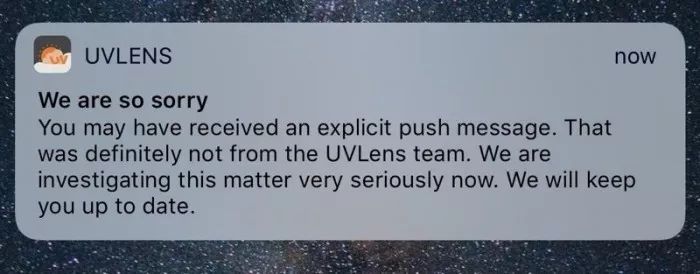 UVLENS now
We are so sorry
You may have received an explicit push message. That
was definitely not from the UVLens team. We are
investigating this matter very seriously now. We will keep
you up to date.